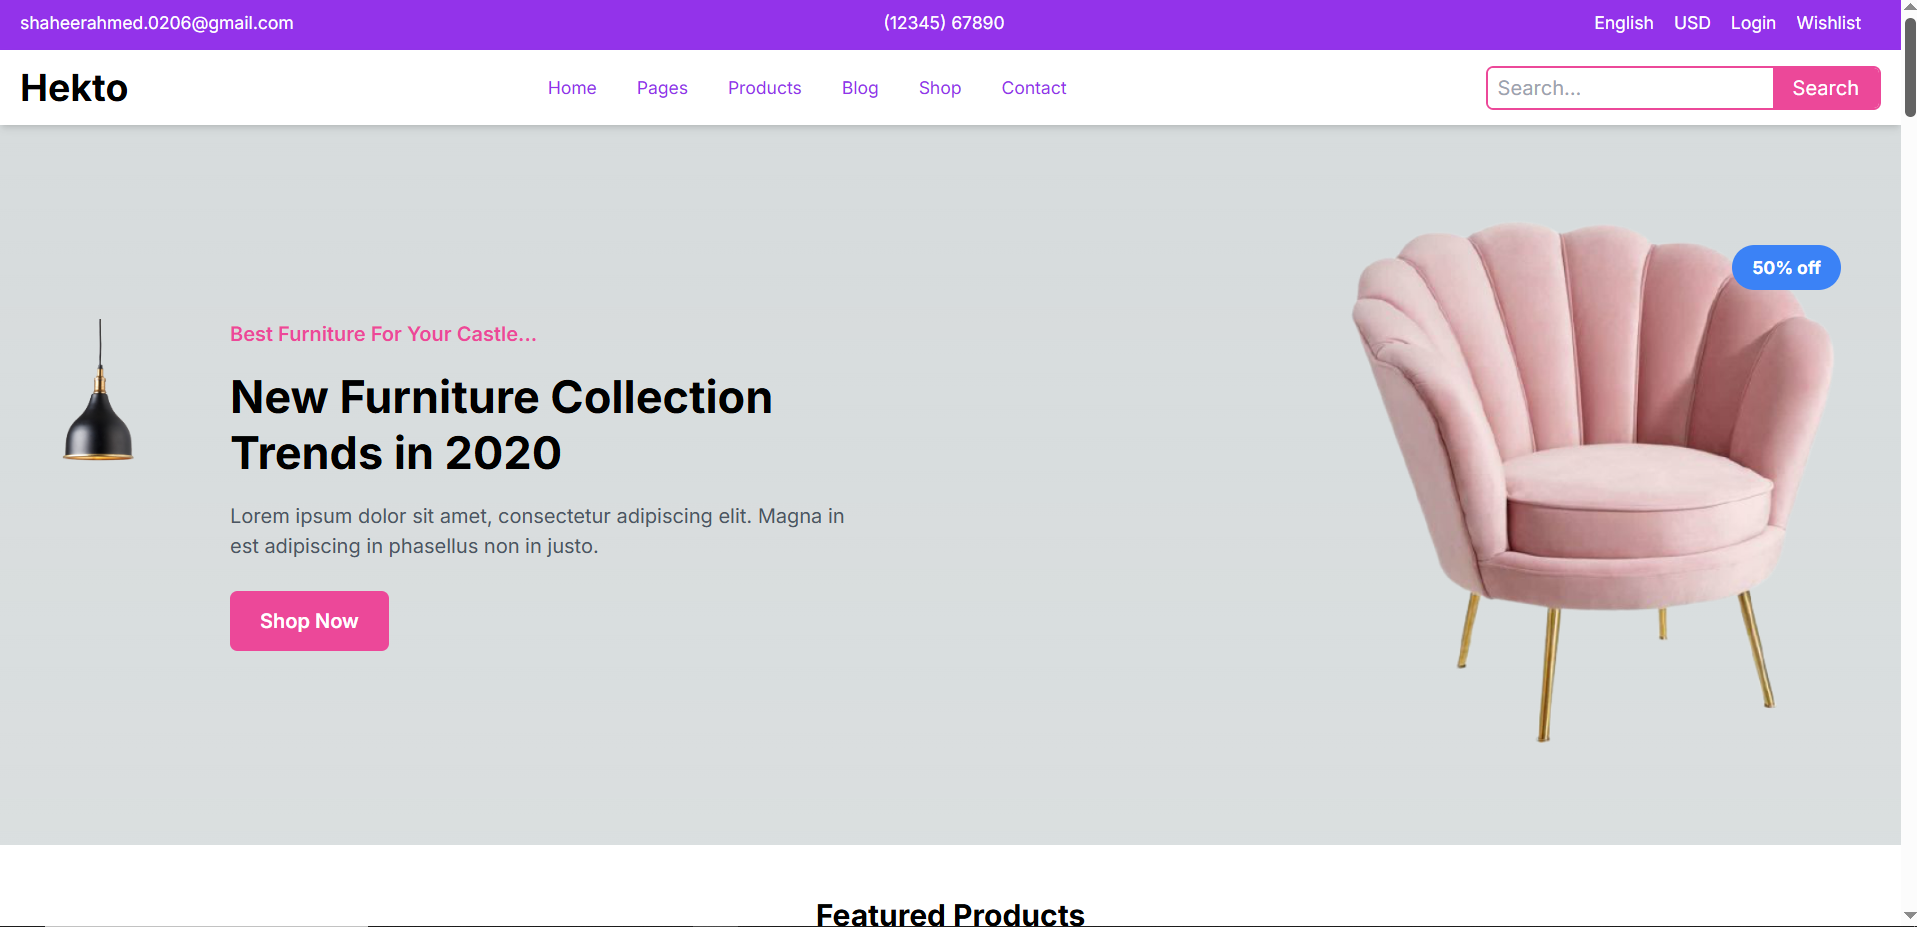 shaheerahmed.0206@gmail.com
(12345) 67890
English USD Login Wishlist
Hekto
Home Pages Products Blog Shop Contact
Search...
Search
50% off
Best Furniture For Your Castle...
New Furniture Collection
Trends in 2020
Lorem ipsum dolor sit amet, consectetur adipiscing elit. Magna in
est adipiscing in phasellus non in justo.
Shop Now
Featured Products